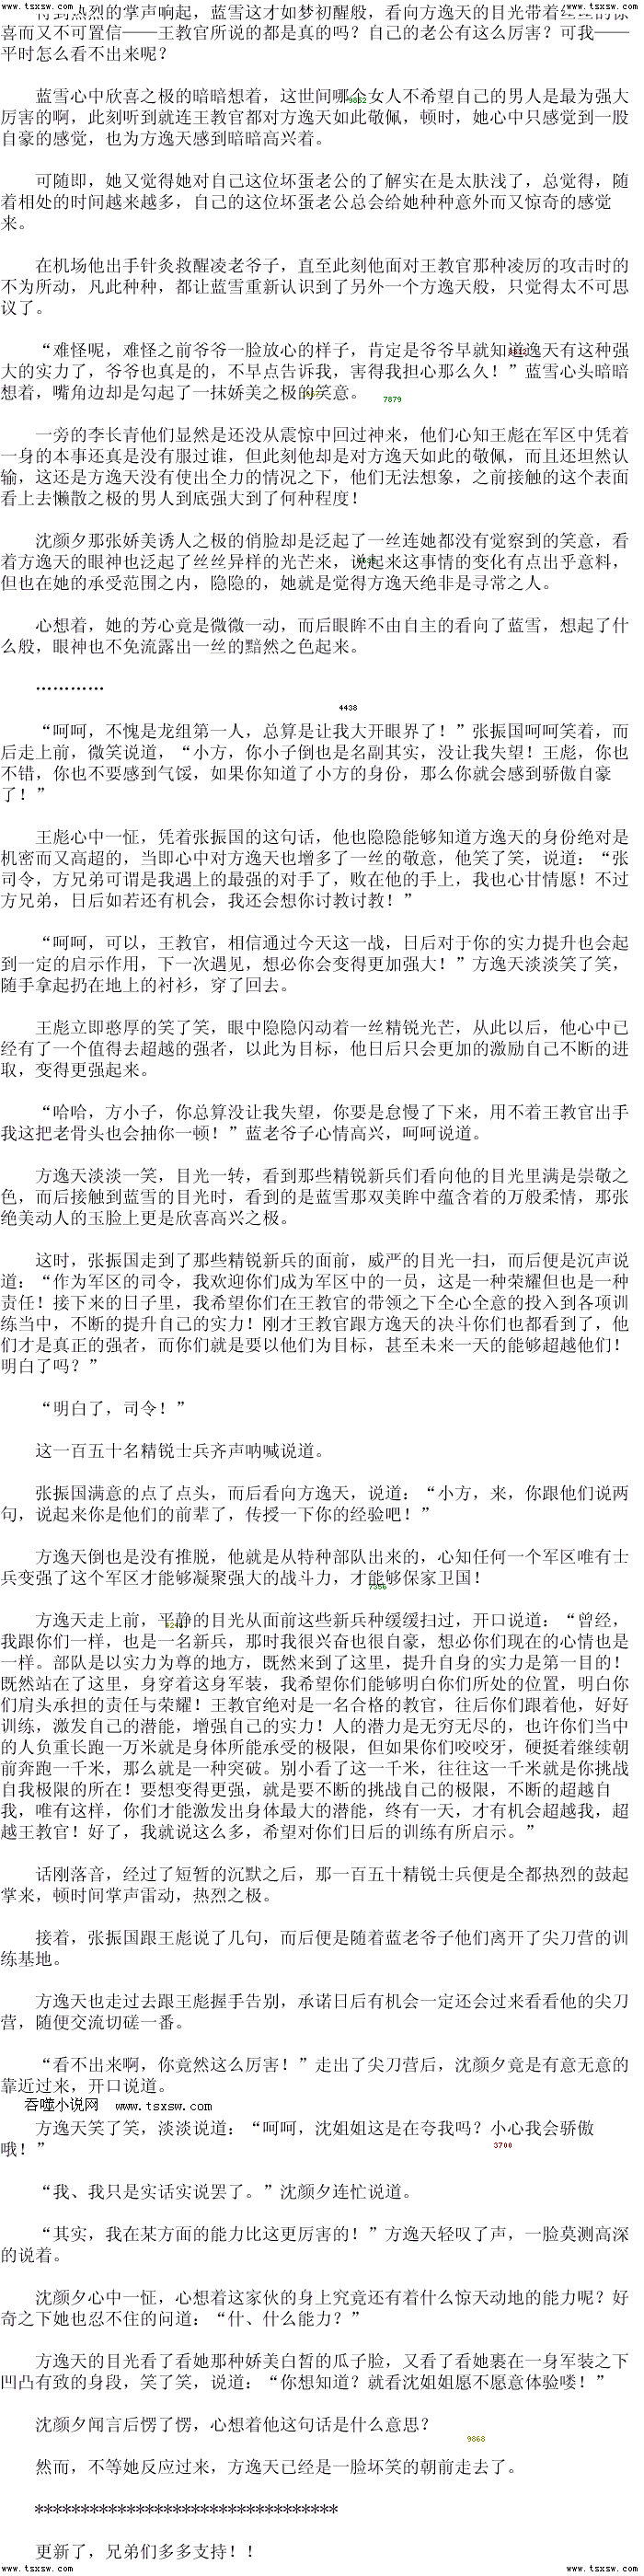 www.tsxsw.com www.tsxsw.com
得到热烈的掌声响起，蓝雪这才如梦初醒般，看向方逸天的目光带着丝丝的惊
喜而又不可置信——王教官所说的都是真的吗？自己的老公有这么厉害？可我——
平时怎么看不出来呢？
蓝雪心中欣喜之极的暗暗想着，这世间哪个女人不希望自己的男人是最为强大
厉害的啊，此刻听到就连王教官都对方逸天如此敬佩，顿时，她心中只感觉到一股
自豪的感觉，也为方逸天感到暗暗高兴着。
可随即，她又觉得她对自己这位坏蛋老公的了解实在是太肤浅了，总觉得，随
着相处的时间越来越多，自己的这位坏蛋老公总会给她种种意外而又惊奇的感觉
来。
在机场他出手针灸救醒凌老爷子，直至此刻他面对王教官那种凌厉的攻击时的
不为所动，凡此种种，都让蓝雪重新认识到了另外一个方逸天般，只觉得太不可思
议了。
“难怪呢，难怪之前爷爷一脸放心的样子，肯定是爷爷早就知道逸天有这种强
大的实力了，爷爷也真是的，不早点告诉我，害得我担心那么久！”蓝雪心头暗暗
想着，嘴角边却是勾起了一抹娇美之极的笑意。
7879
一旁的李长青他们显然是还没从震惊中回过神来，他们心知王彪在军区中凭着
一身的本事还真是没有服过谁，但此刻他却是对方逸天如此的敬佩，而且还坦然认
输，这还是方逸天没有使出全力的情况之下，他们无法想象，之前接触的这个表面
看上去懒散之极的男人到底强大到了何种程度！
沈颜夕那张娇美诱人之极的俏脸却是泛起了一丝连她都没有觉察到的笑意，看
着方逸天的眼神也泛起了丝丝异样的光芒来，说起来这事情的变化有点出乎意料，
但也在她的承受范围之内，隐隐的，她就是觉得方逸天绝非是寻常之人。
心想着，她的芳心竟是微微一动，而后眼眸不由自主的看向了蓝雪，想起了什
么般，眼神也不免流露出一丝的黯然之色起来。
…………
4438
“呵呵，不愧是龙组第一人，总算是让我大开眼界了！”张振国呵呵笑着，而
后走上前，微笑说道，“小方，你小子倒也是名副其实，没让我失望！王彪，你也
不错，你也不要感到气馁，如果你知道了小方的身份，那么你就会感到骄傲自豪
了！”
王彪心中一怔，凭着张振国的这句话，他也隐隐能够知道方逸天的身份绝对是
机密而又高超的，当即心中对方逸天也增多了一丝的敬意，他笑了笑，说道：“张
司令，方兄弟可谓是我遇上的最强的对手了，败在他的手上，我也心甘情愿！不过
方兄弟，日后如若还有机会，我还会想你讨教讨教！”
“呵呵，可以，王教官，相信通过今天这一战，日后对于你的实力提升也会起
到一定的启示作用，下一次遇见，想必你会变得更加强大！”方逸天淡淡笑了笑，
随手拿起扔在地上的衬衫，穿了回去。
王彪立即憨厚的笑了笑，眼中隐隐闪动着一丝精锐光芒，从此以后，他心中已
经有了一个值得去超越的强者，以此为目标，他日后只会更加的激励自己不断的进
取，变得更强起来。
“哈哈，方小子，你总算没让我失望，你要是怠慢了下来，用不着王教官出手
我这把老骨头也会抽你一顿！”蓝老爷子心情高兴，呵呵说道。
方逸天淡淡一笑，目光一转，看到那些精锐新兵们看向他的目光里满是崇敬之
色，而后接触到蓝雪的目光时，看到的是蓝雪那双美眸中蕴含着的万般柔情，那张
绝美动人的玉脸上更是欣喜高兴之极。
这时，张振国走到了那些精锐新兵的面前，威严的目光一扫，而后便是沉声说
道：“作为军区的司令，我欢迎你们成为军区中的一员，这是一种荣耀但也是一种
责任！接下来的日子里，我希望你们在王教官的带领之下全心全意的投入到各项训
练当中，不断的提升自己的实力！刚才王教官跟方逸天的决斗你们也都看到了，他
们才是真正的强者，而你们就是要以他们为目标，甚至未来一天的能够超越他们！
明白了吗？”
“明白了，司令！”
这一百五十名精锐士兵齐声呐喊说道。
张振国满意的点了点头，而后看向方逸天，说道：“小方，来，你跟他们说两
句，说起来你是他们的前辈了，传授一下你的经验吧！”
方逸天倒也是没有推脱，他就是从特种部队出来的，心知任何一个军区唯有士
兵变强了这个军区才能够凝聚强大的战斗力，才能够保家卫国！
7356
方逸天走上前，平静的目光从面前这些新兵种缓缓扫过，开口说道：“曾经，
我跟你们一样，也是一名新兵，那时我很兴奋也很自豪，想必你们现在的心情也是
一样。部队是以实力为尊的地方，既然来到了这里，提升自身的实力是第一目的！
既然站在了这里，身穿着这身军装，我希望你们能够明白你们所处的位置，明白你
们肩头承担的责任与荣耀！王教官绝对是一名合格的教官，往后你们跟着他，好好
训练，激发自己的潜能，增强自己的实力！人的潜力是无穷无尽的，也许你们当中
的人负重长跑一万米就是身体所能承受的极限，但如果你们咬咬牙，硬挺着继续朝
前奔跑一千米，那么就是一种突破。别小看了这一千米，往往这一千米就是你挑战
自我极限的所在！要想变得更强，就是要不断的挑战自己的极限，不断的超越自
我，唯有这样，你们才能激发出身体最大的潜能，终有一天，才有机会超越我，超
越王教官！好了，我就说这么多，希望对你们日后的训练有所启示。”
话刚落音，经过了短暂的沉默之后，那一百五十精锐士兵便是全都热烈的鼓起
掌来，顿时间掌声雷动，热烈之极。
接着，张振国跟王彪说了几句，而后便是随着蓝老爷子他们离开了尖刀营的训
练基地。
方逸天也走过去跟王彪握手告别，承诺日后有机会一定还会过来看看他的尖刀
营，随便交流切磋一番。
“看不出来啊，你竟然这么厉害！”走出了尖刀营后，沈颜夕竟是有意无意的
靠近过来，开口说道。
吞噬小说网 www.tsxsw.com
方逸天笑了笑，淡淡说道：“呵呵，沈姐姐这是在夸我吗？小心我会骄傲
哦！”
3700
“我、我只是实话实说罢了。”沈颜夕连忙说道。
“其实，我在某方面的能力比这更厉害的！”方逸天轻叹了声，一脸莫测高深
的说着。
沈颜夕心中一怔，心想着这家伙的身上究竟还有着什么惊天动地的能力呢？好
奇之下她也忍不住的问道：“什、什么能力？”
方逸天的目光看了看她那种娇美白皙的瓜子脸，又看了看她裹在一身军装之下
凹凸有致的身段，笑了笑，说道：“你想知道？就看沈姐姐愿不愿意体验喽！”
沈颜夕闻言后愣了愣，心想着他这句话是什么意思？
9868
然而，不等她反应过来，方逸天已经是一脸坏笑的朝前走去了。
*********************************
更新了，兄弟们多多支持！！
www.tsxsw.com www.tsxsw.com